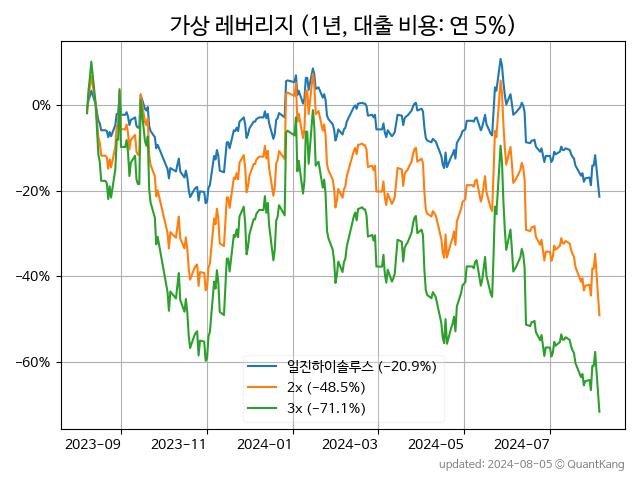 가상 레버리지 (1년, 대출 비용: 연 5%)
0%
−20%
−40%
−60%
일진하이솔루스 (−20.9%)
2x (−48.5%)
3x (−71.1%)
2023-09
2023-11
2024-01
2024-03
2024-05
2024-07
updated: 2024-08-05 © QuantKang